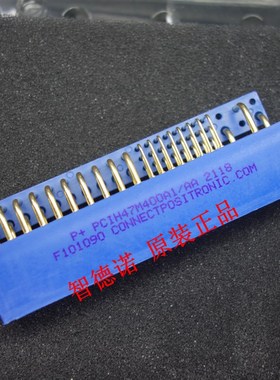 P+ PCIH47M400A1/AA 2118
F101090 CONNECTPOSITRONIC.COM
智德诺 原装正品